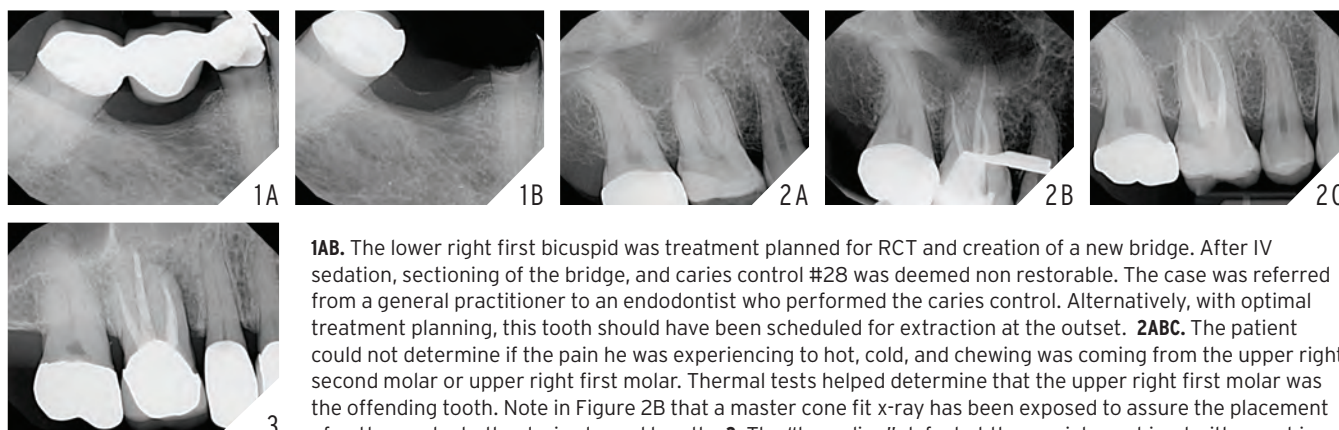 1A
1B
2A
2B
2C
3
1AB. The lower right first bicuspid was treatment planned for RCT and creation of a new bridge. After IV
sedation, sectioning of the bridge, and caries control #28 was deemed non restorable. The case was referred
from a general practitioner to an endodontist who performed the caries control. Alternatively, with optimal
treatment planning, this tooth should have been scheduled for extraction at the outset. 2ABC. The patient
could not determine if the pain he was experiencing to hot, cold, and chewing was coming from the upper right
second molar or upper right first molar. Thermal tests helped determine that the upper right first molar was
the offending tooth. Note in Figure 2B that a master cone fit x-ray has been exposed to assure the placement